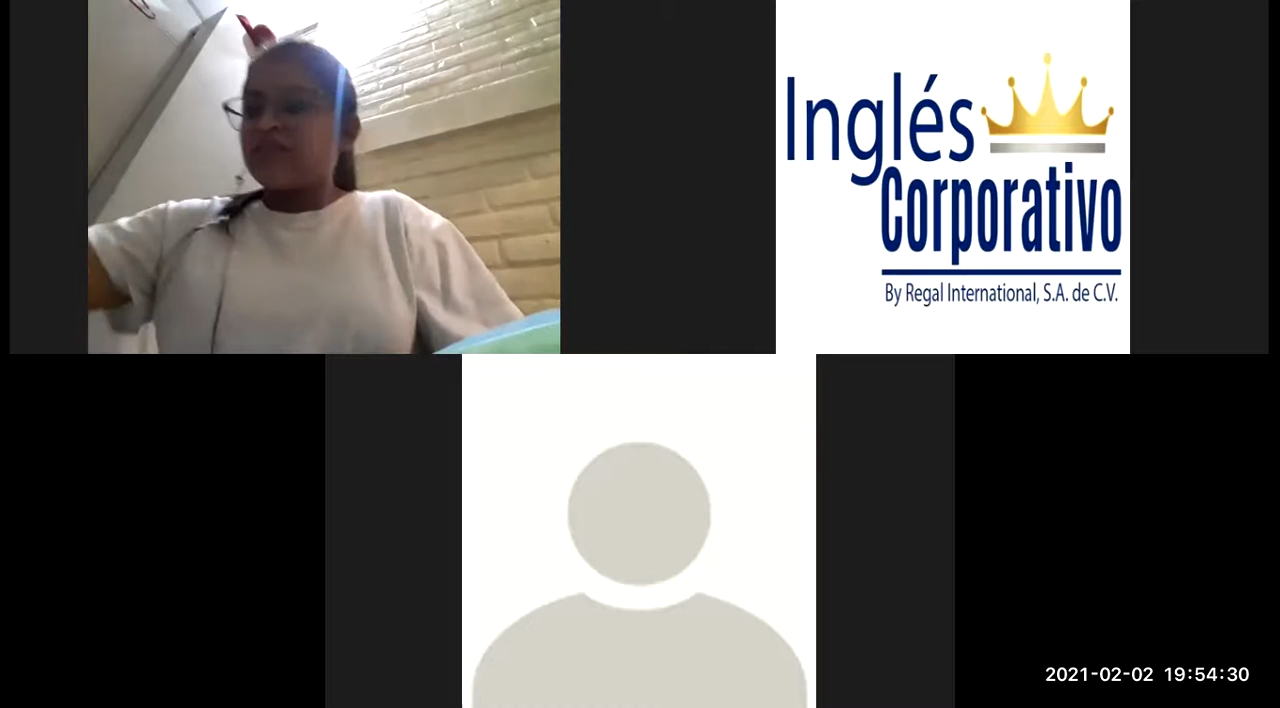 Inglés
Corporativo
By Regal International, S.A. de C.V.
2021-02-02 19:54:30